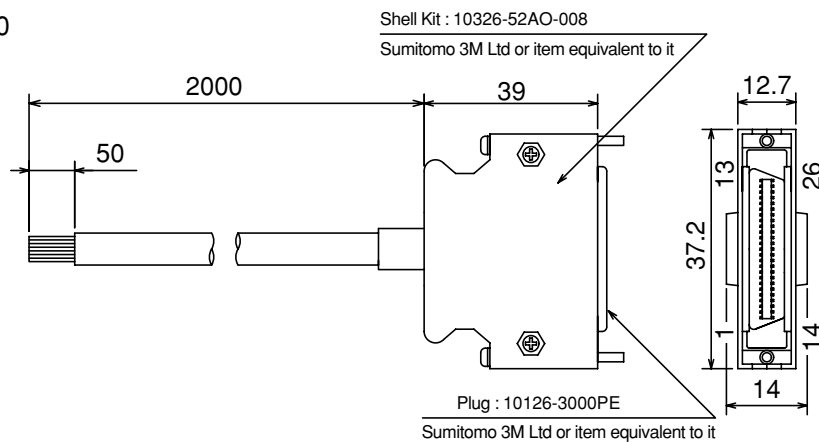 Shell Kit : 10326-52AO-008
0
Sumitomo 3M Ltd or item equivalent to it
2000
39
12.7
50
13
26
37.2
1
14
14
Plug : 10126-3000PE
Sumitomo 3M Ltd or item equivalent to it